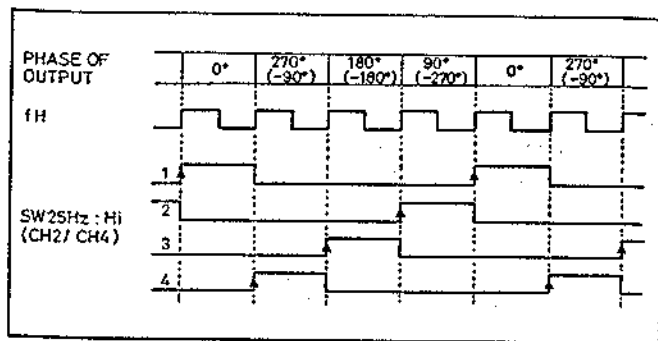 PHASE OF OUTPUT
0° 270° (-90°) 180° (-180°) 90° (-270°) 0° 270° (-90°)
fH
SW25Hz : Hi (CH2/ CH4)
1
2
3
4